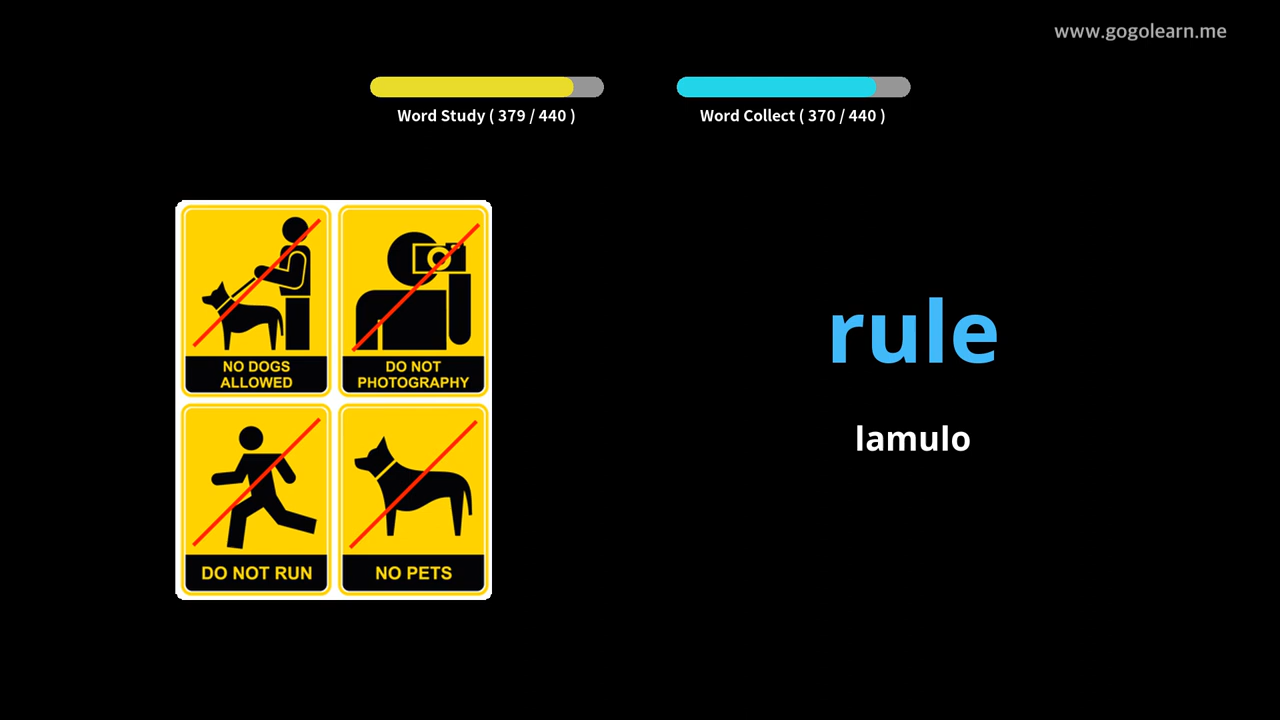 www.gogolearn.me
Word Study ( 379 / 440 )
Word Collect ( 370 / 440 )
NO DOGS
ALLOWED
DO NOT
PHOTOGRAPHY
DO NOT RUN
NO PETS
rule
lamulo